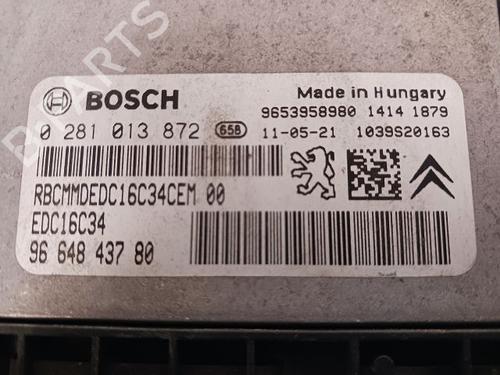 BOSCH
Made in Hungary
9653958980 1414 1879
0 281 013 872 658 11-05-21 1039S20163
RBCMMDEDC16C34CEM 00
EDC16C34
96 648 437 80
PARTS